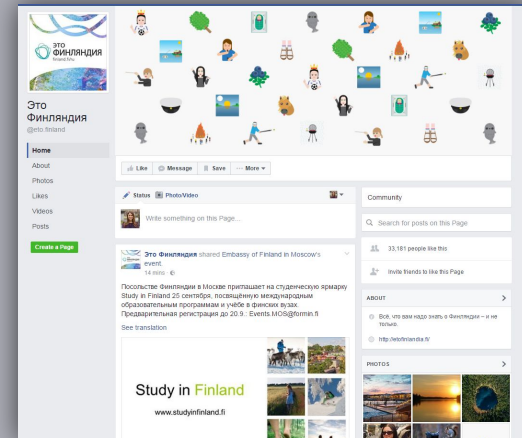 ЭТО
ФИНЛЯНДИЯ
finland.fi/ru
Это
Финляндия
@eto.finland
Home
About
Photos
Likes
Videos
Posts
Create a Page
Like
Message
Save
More
Status
Photo/Video
Write something on this Page...
Это Финляндия shared Embassy of Finland in Moscow's
event.
14 mins
Посольстве Финляндии в Москве приглашает на студенческую ярмарку
Study in Finland 25 сентября, посвящённую международным
образовательным программам и учёбе в финских вузах.
Предварительная регистрация до 20.9.: Events.MOS@formin.fi
See translation
Study in Finland
www.studyinfinland.fi
Community
Search for posts on this Page
33,181 people like this
Invite friends to like this Page
ABOUT
Всё, что вам надо знать о Финляндии – и не
только.
http://etofinlandia.fi/
PHOTOS